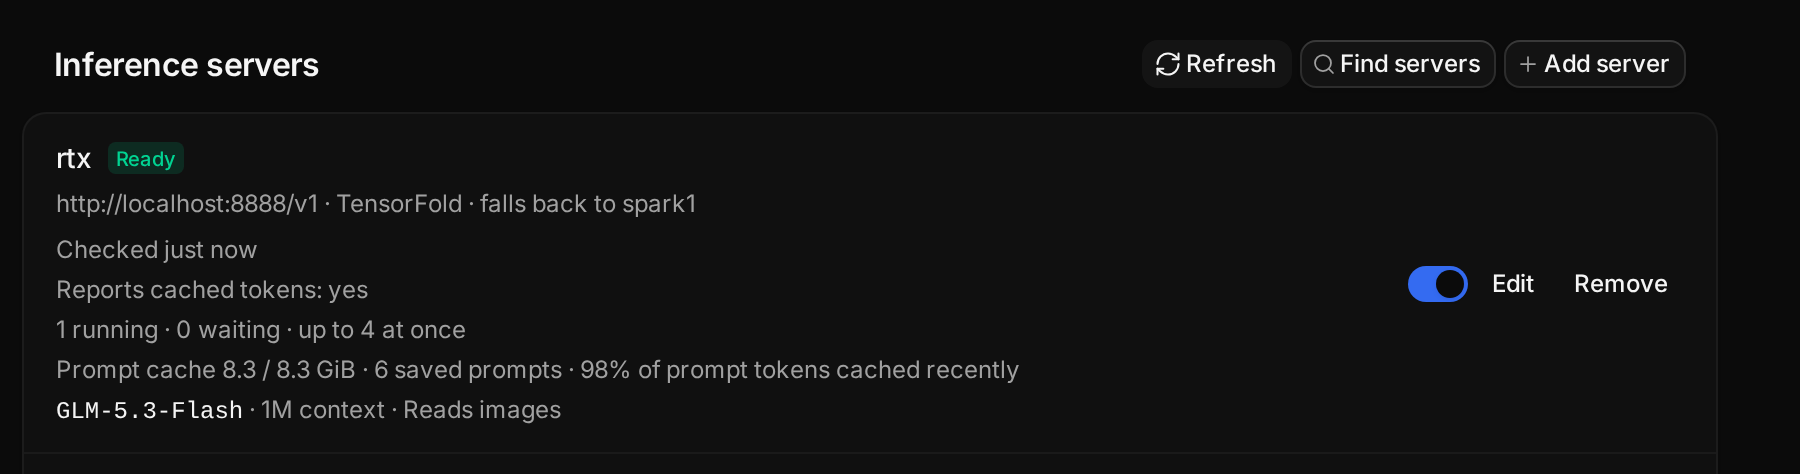 Inference servers
Refresh
Find servers
Add server
rtx Ready
http://localhost:8888/v1 · TensorFold · falls back to spark1
Checked just now
Reports cached tokens: yes
1 running · 0 waiting · up to 4 at once
Prompt cache 8.3 / 8.3 GiB · 6 saved prompts · 98% of prompt tokens cached recently
GLM-5.3-Flash · 1M context · Reads images
Edit
Remove